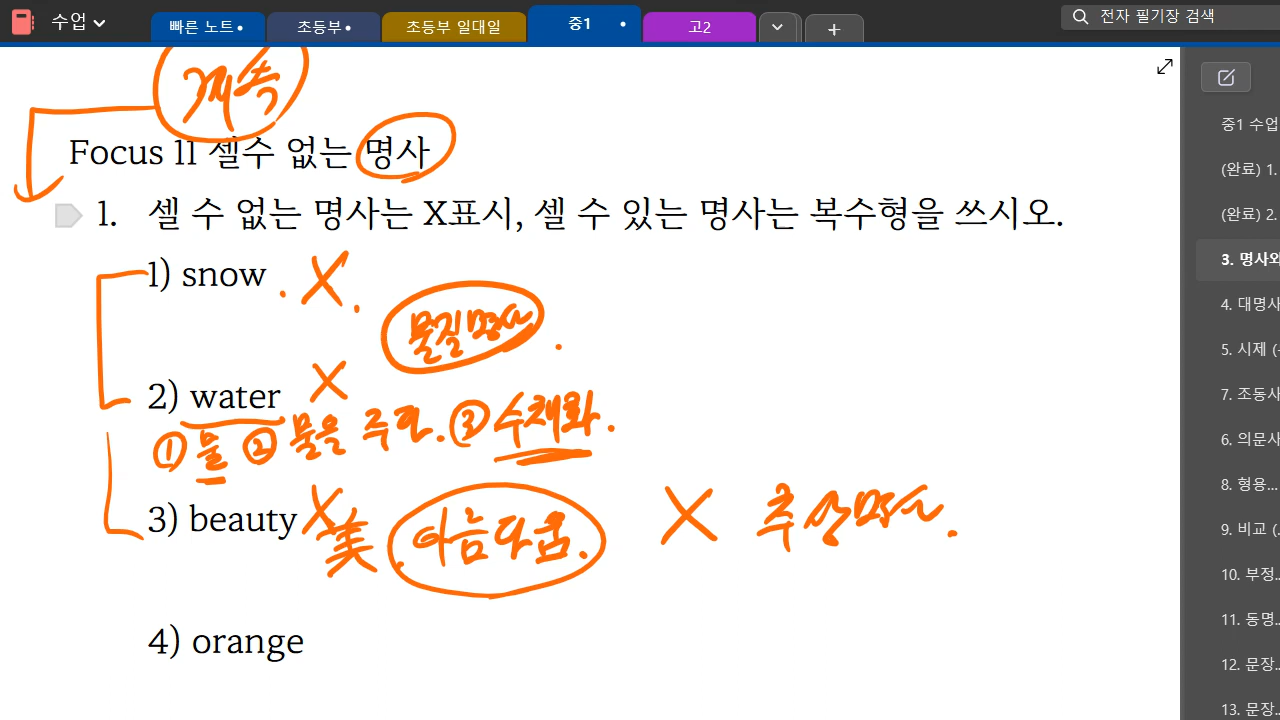 수업
빠른 노트
초등부
초등부 일대일
중1
고2
전자 필기장 검색
계속
Focus 11 셀수 없는 명사
1. 셀 수 없는 명사는 X표시, 셀 수 있는 명사는 복수형을 쓰시오.
1) snow . X .
물질명사 .
2) water X
① 물 ② 물을 주다. ③ 수채화.
3) beauty X 美 . 아름다움. X 추상명사.
4) orange
중1 수업
(완료) 1.
(완료) 2.
3. 명사와
4. 대명사
5. 시제 (
7. 조동사
6. 의문사
8. 형용...
9. 비교 (.
10. 부정..
11. 동명..
12. 문장..
13. 문장..